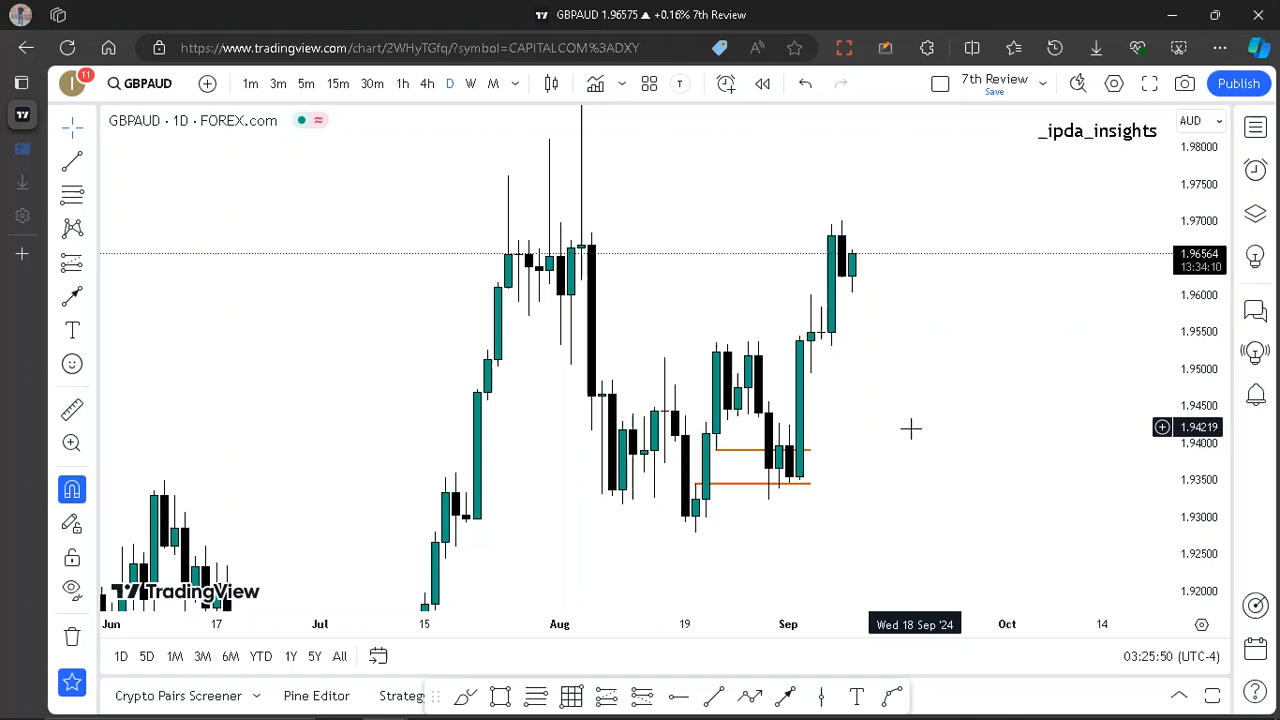 GBPAUD 1.96575 ▲ +0.16% 7th Review
https://www.tradingview.com/chart/2WHyTGfq/?symbol=CAPITALCOM%3ADXY
I
11
GBPAUD
1m 3m 5m 15m 30m 1h 4h D W M
T
7th Review
Save
Publish
GBPAUD · 1D · FOREX.com
AUD
_ipda_insights
1.98000
1.97500
1.97000
1.96564
13:34:10
1.96000
1.95500
1.95000
1.94500
1.94219
1.94000
1.93500
1.93000
1.92500
1.92000
TradingView
Jun 17 Jul 15 Aug 19 Sep Wed 18 Sep '24 Oct 14
1D 5D 1M 3M 6M YTD 1Y 5Y All
03:25:50 (UTC-4)
Crypto Pairs Screener Pine Editor Strateg